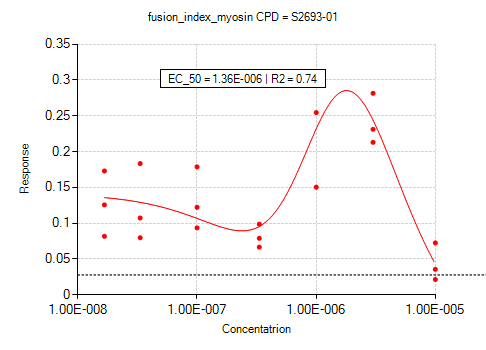 fusion_index_myosin CPD = S2693-01
EC_50 = 1.36E-006 | R2 = 0.74
Response
0.35
0.3
0.25
0.2
0.15
0.1
0.05
0
1.00E-008 1.00E-007 1.00E-006 1.00E-005
Concentatrion